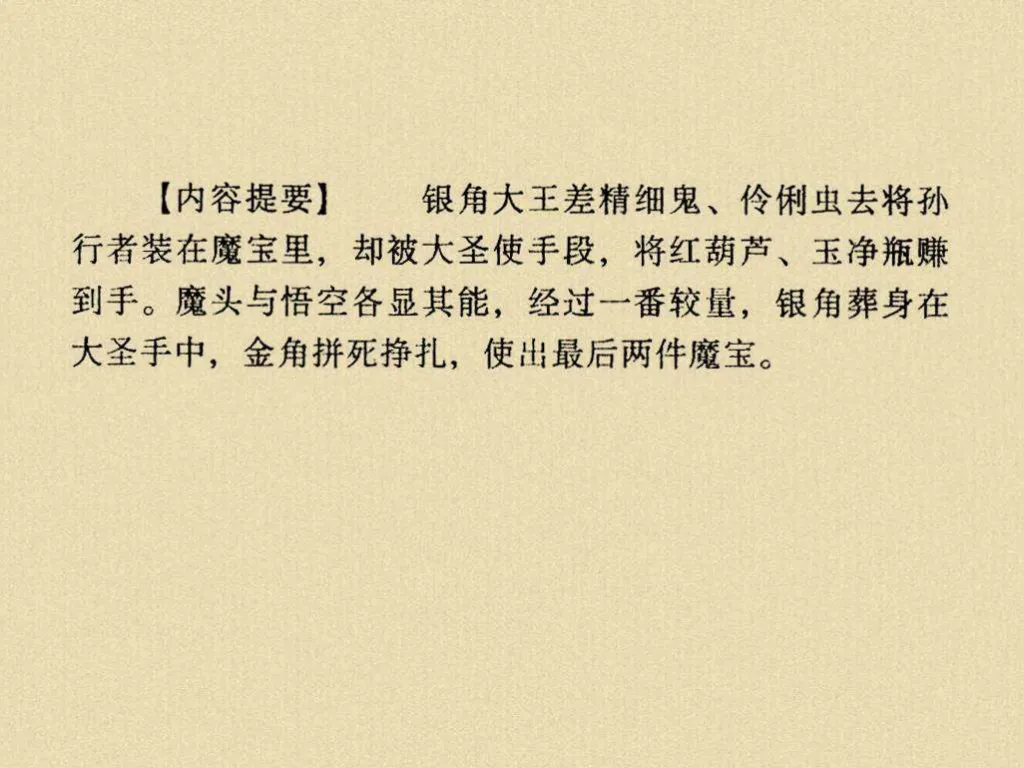 【内容提要】 银角大王差精细鬼、伶俐虫去将孙
行者装在魔宝里，却被大圣使手段，将红葫芦、玉净瓶赚
到手。魔头与悟空各显其能，经过一番较量，银角葬身在
大圣手中，金角拼死挣扎，使出最后两件魔宝。